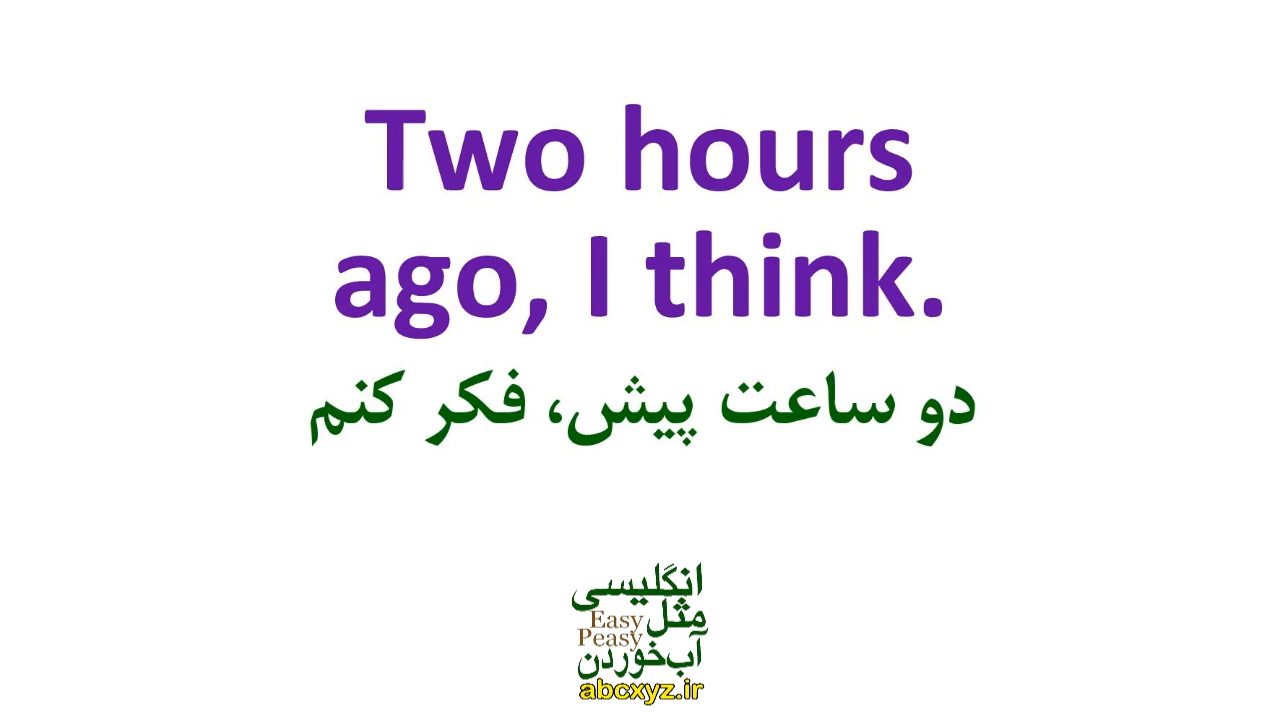 Two hours
ago, I think.
دو ساعت پیش، فکر کنم
انگلیسی
مثل
Easy
Peasy
آب‌خوردن
abcxyz.ir